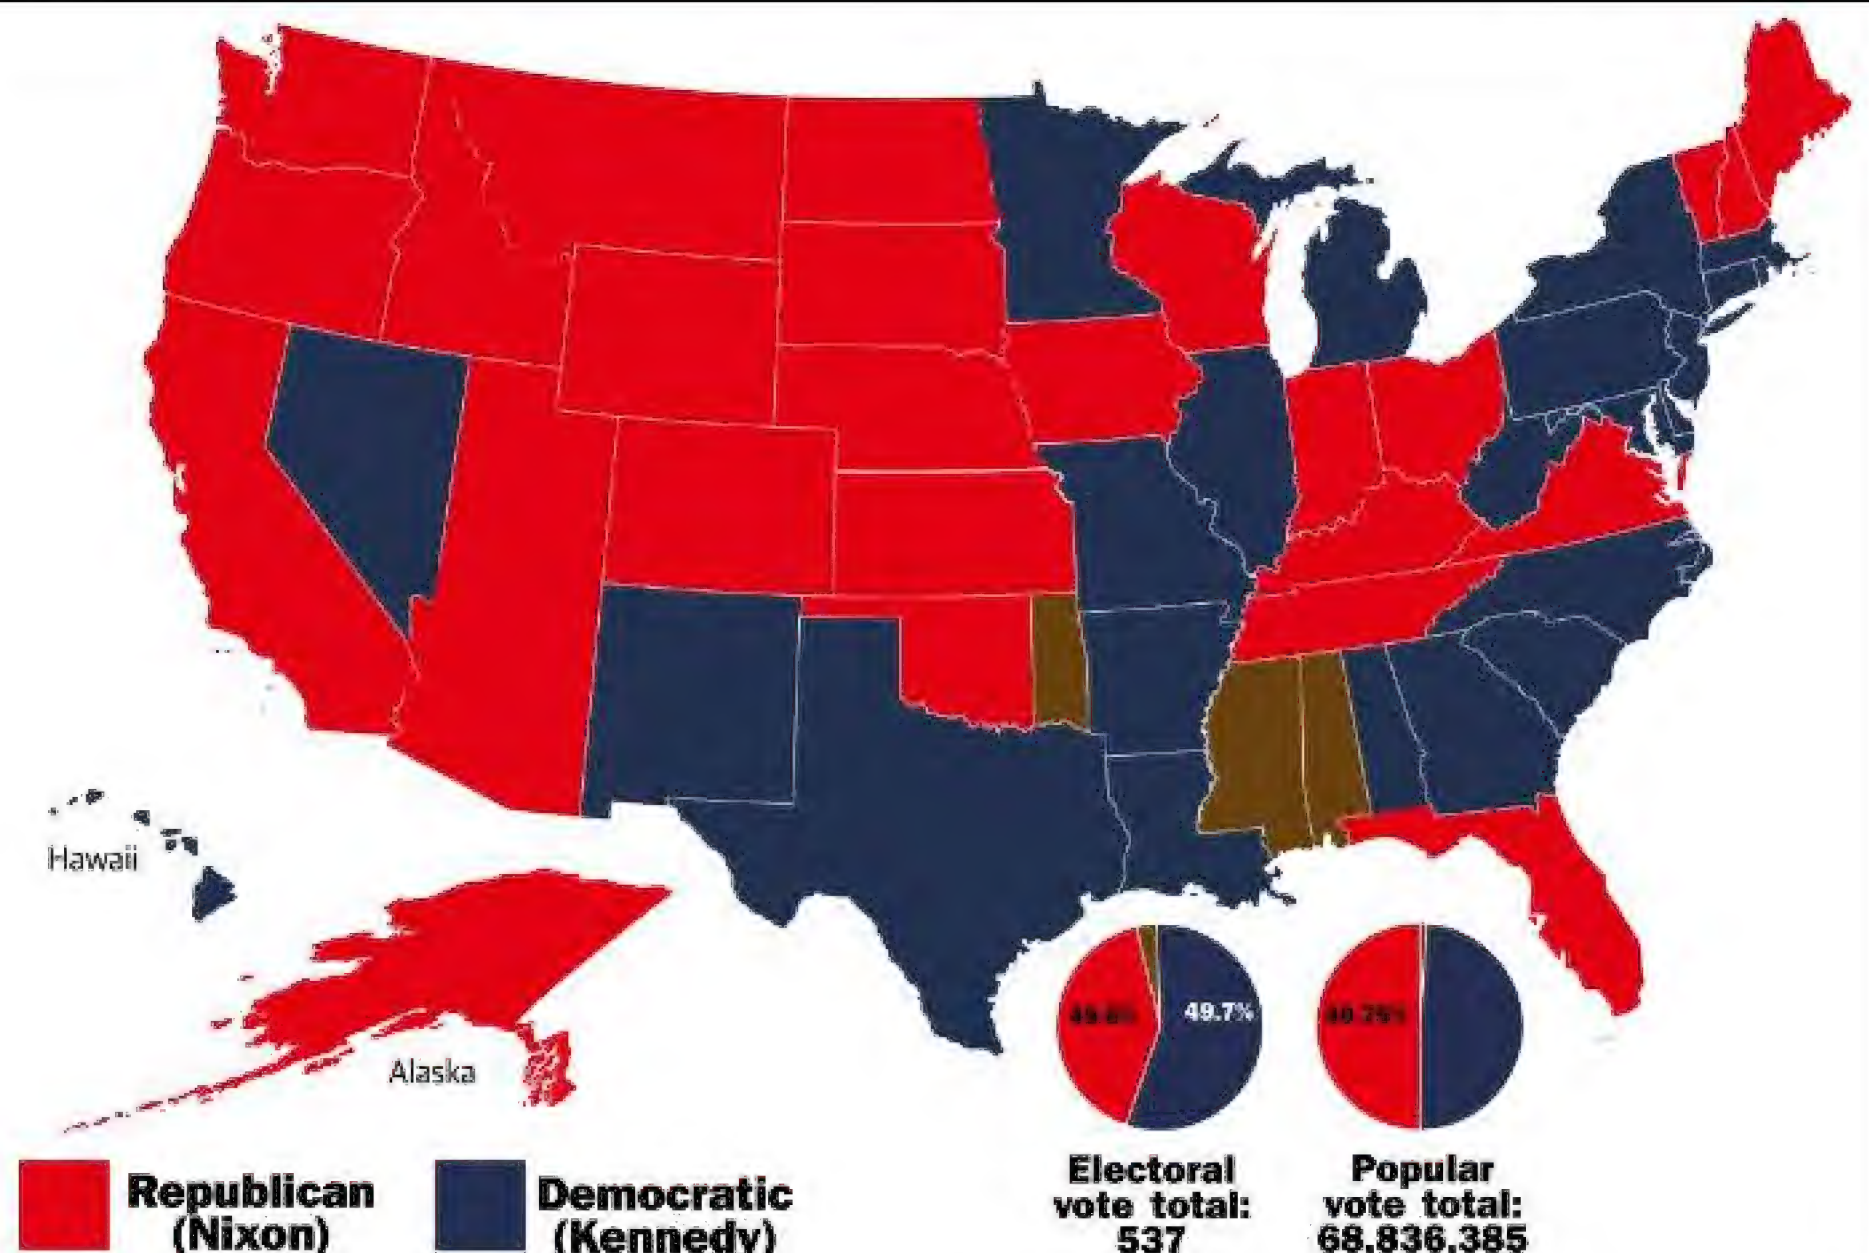 Hawaii
Alaska
49.7%
Republican
(Nixon)
Democratic
(Kennedy)
Electoral
vote total:
537
Popular
vote total:
68,836,385